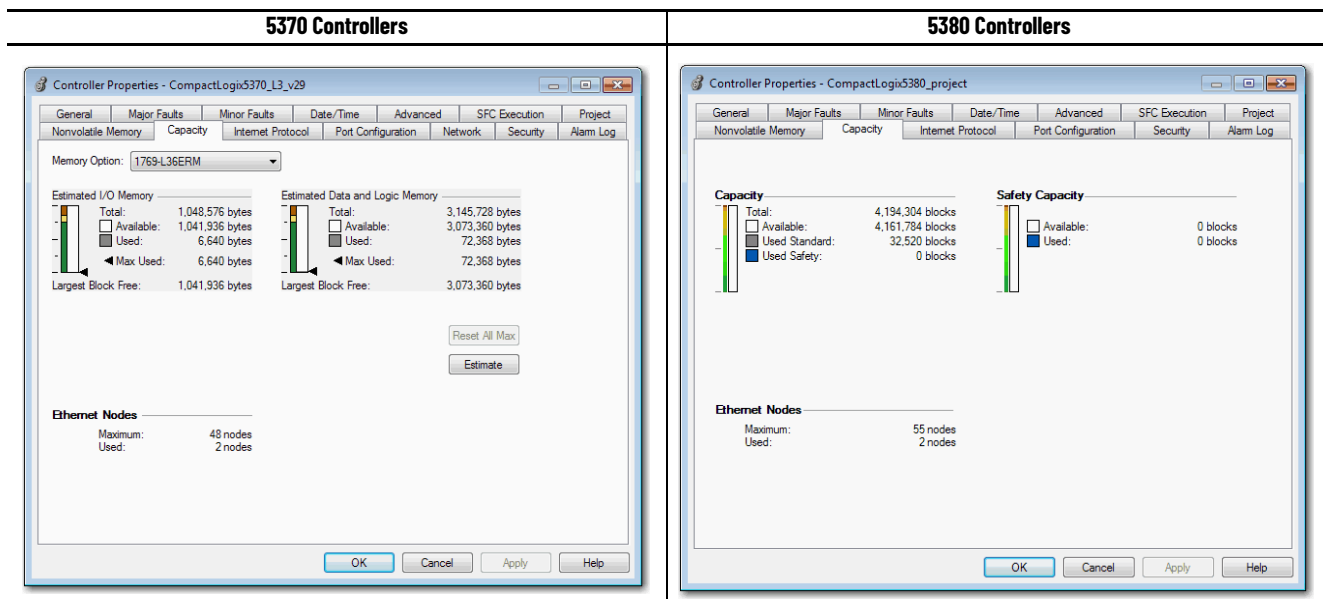 5370 Controllers
5380 Controllers
Controller Properties - CompactLogix5370_L3_v29
General Major Faults Minor Faults Date/Time Advanced SFC Execution Project
Nonvolatile Memory Capacity Internet Protocol Port Configuration Network Security Alarm Log
Memory Option: 1769-L36ERM
Estimated I/O Memory
Total: 1,048,576 bytes
Available: 1,041,936 bytes
Used: 6,640 bytes
Max Used: 6,640 bytes
Largest Block Free: 1,041,936 bytes
Estimated Data and Logic Memory
Total: 3,145,728 bytes
Available: 3,073,360 bytes
Used: 72,368 bytes
Max Used: 72,368 bytes
Largest Block Free: 3,073,360 bytes
Reset All Max
Estimate
Ethernet Nodes
Maximum: 48 nodes
Used: 2 nodes
OK Cancel Apply Help
Controller Properties - CompactLogix5380_project
General Major Faults Minor Faults Date/Time Advanced SFC Execution Project
Nonvolatile Memory Capacity Internet Protocol Port Configuration Security Alarm Log
Capacity
Total: 4,194,304 blocks
Available: 4,161,784 blocks
Used Standard: 32,520 blocks
Used Safety: 0 blocks
Safety Capacity
Available: 0 blocks
Used: 0 blocks
Ethernet Nodes
Maximum: 55 nodes
Used: 2 nodes
OK Cancel Apply Help